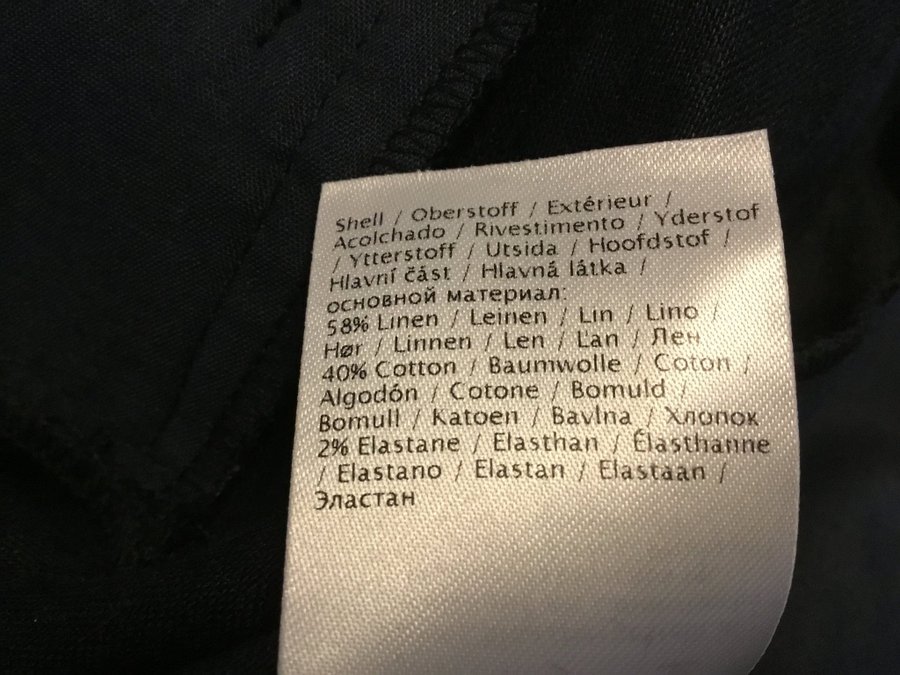 Shell / Oberstoff / Extérieur /
Acolchado / Rivestimento / Yderstof
/ Ytterstoff / Utsida / Hoofdstof /
Hlavní část / Hlavná látka /
основной материал:
58% Linen / Leinen / Lin / Lino /
Hør / Linnen / Len / Ľan / Лен
40% Cotton / Baumwolle / Coton /
Algodón / Cotone / Bomuld /
Bomull / Katoen / Bavlna / Хлопок
2% Elastane / Elasthan / Élasthanne
/ Elastano / Elastan / Elastaan /
Эластан